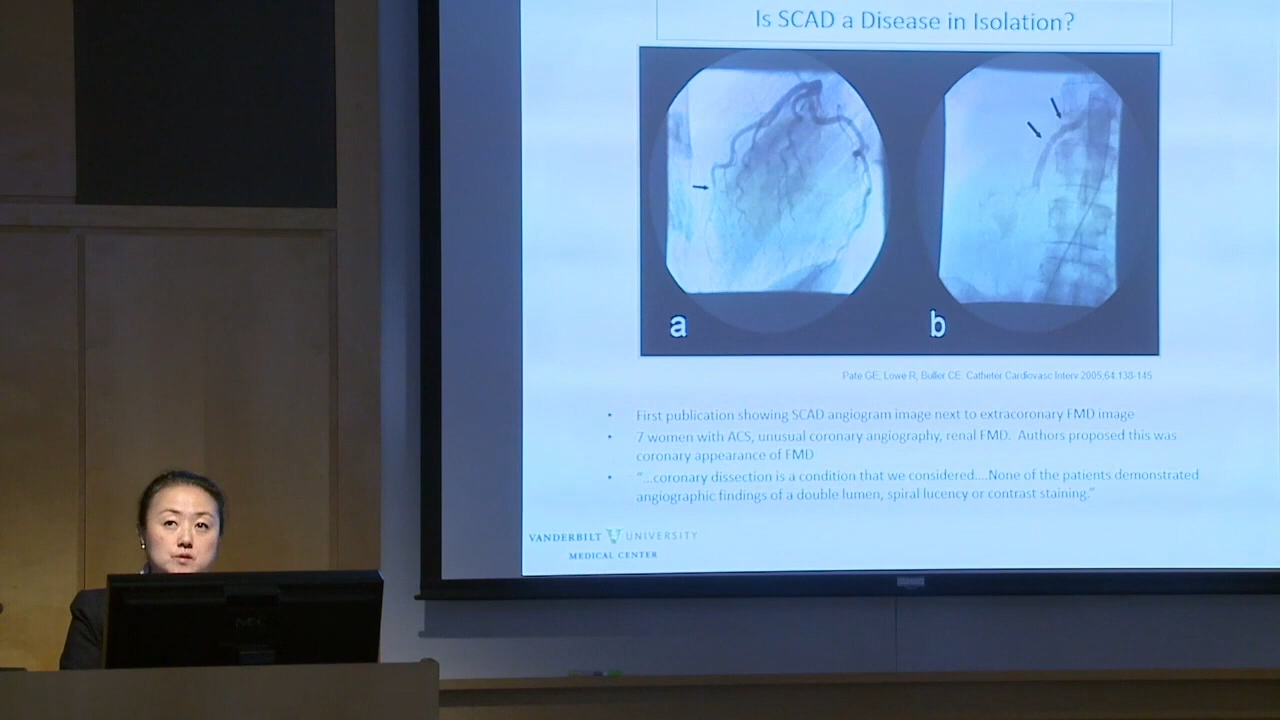 Is SCAD a Disease in Isolation?
a
b
Pate GE, Lowe R, Buller CE. Catheter Cardiovasc Interv 2005;64:138-145
• First publication showing SCAD angiogram image next to extracoronary FMD image
• 7 women with ACS, unusual coronary angiography, renal FMD. Authors proposed this was
coronary appearance of FMD
• "...coronary dissection is a condition that we considered....None of the patients demonstrated
angiographic findings of a double lumen, spiral lucency or contrast staining."
VANDERBILT V UNIVERSITY
MEDICAL CENTER
NEC